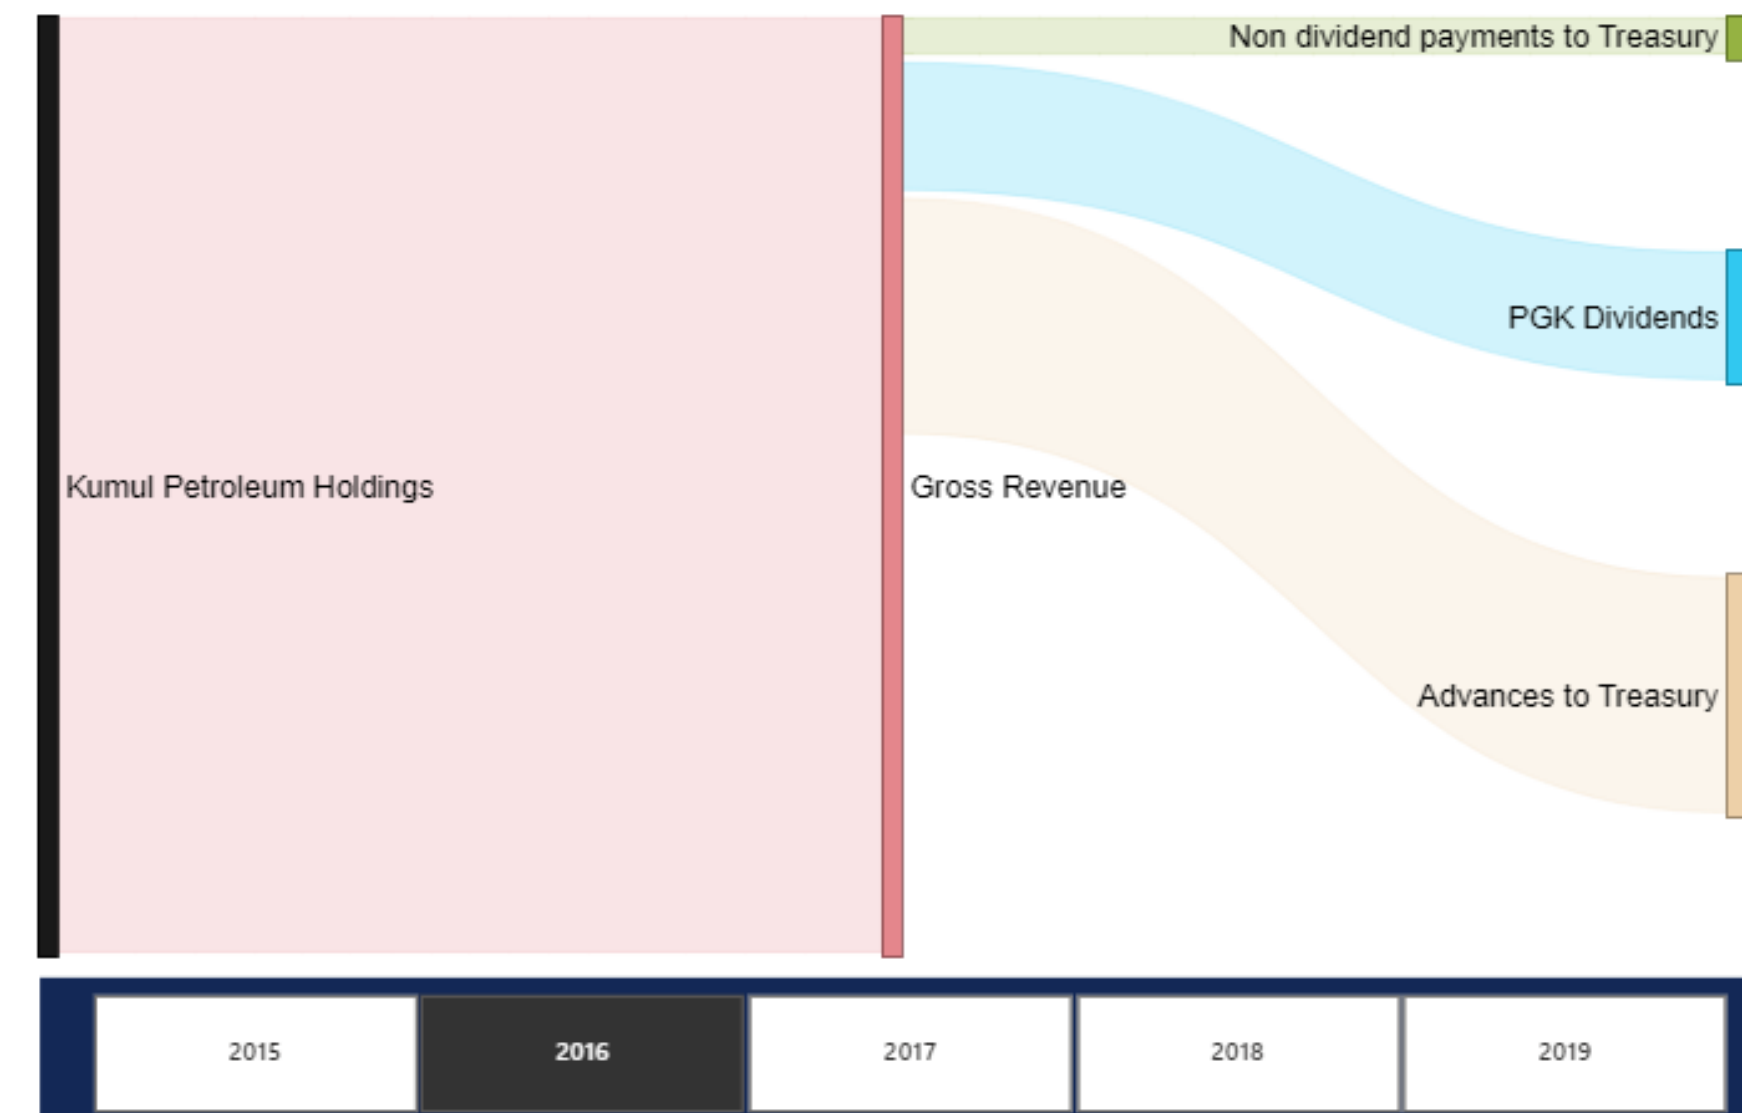 Non dividend payments to Treasury
PGK Dividends
Kumul Petroleum Holdings
Gross Revenue
Advances to Treasury
2015
2016
2017
2018
2019